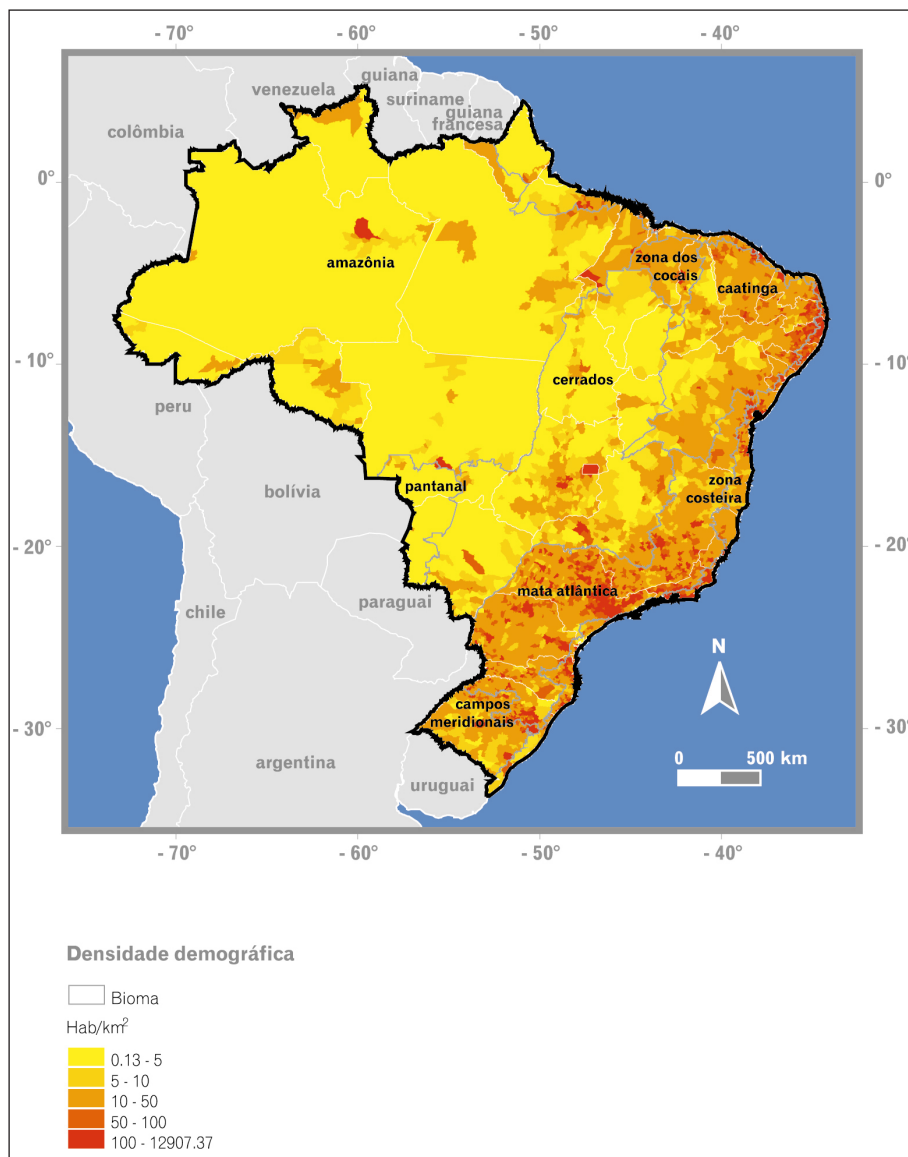 - 70°
- 60°
- 50°
- 40°
guiana
venezuela
suriname
guiana
francesa
colômbia
0°
0°
amazônia
zona dos
cocais
caatinga
- 10°
- 10°
cerrados
peru
pantanal
zona
costeira
bolívia
- 20°
- 20°
mata atlântica
paraguai
chile
N
campos
meridionais
- 30°
- 30°
argentina
0 500 km
uruguai
- 70°
- 60°
- 50°
- 40°
Densidade demográfica
Bioma
Hab/km²
0.13 - 5
5 - 10
10 - 50
50 - 100
100 - 12907.37